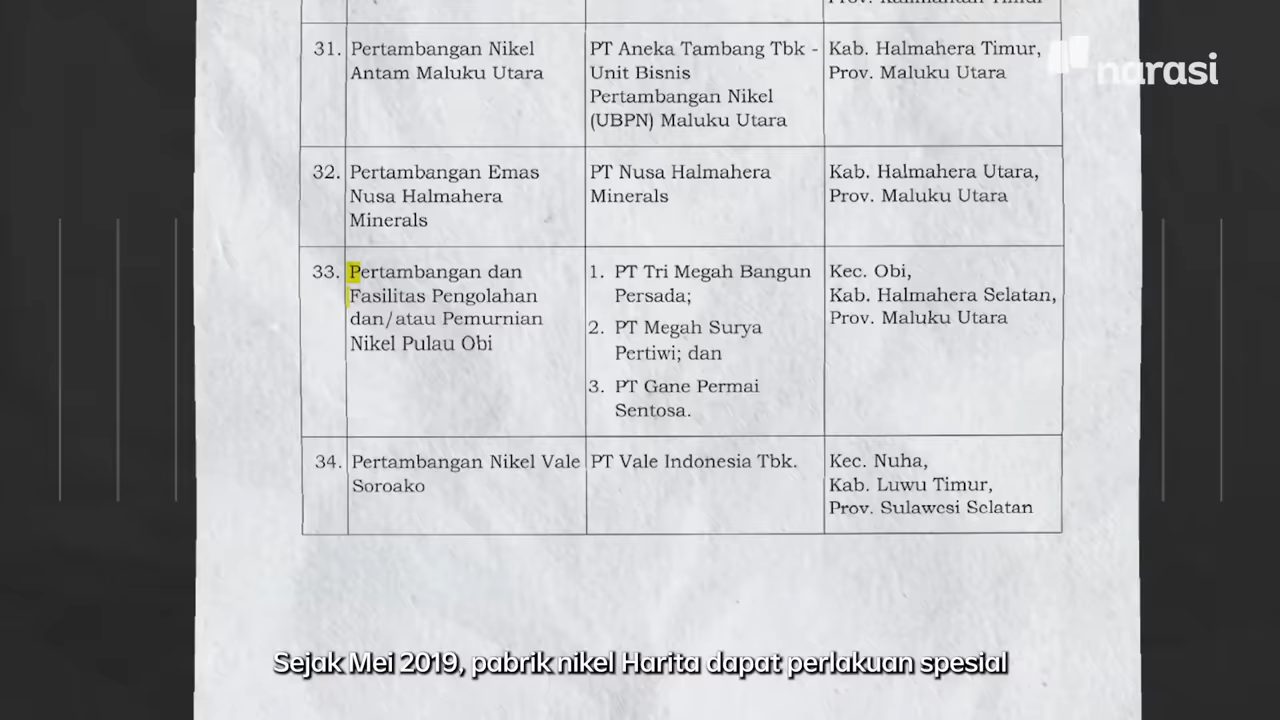 Prov. Kalimantan Timur
31. Pertambangan Nikel
Antam Maluku Utara
PT Aneka Tambang Tbk -
Unit Bisnis
Pertambangan Nikel
(UBPN) Maluku Utara
Kab. Halmahera Timur,
Prov. Maluku Utara
narasi
32. Pertambangan Emas
Nusa Halmahera
Minerals
PT Nusa Halmahera
Minerals
Kab. Halmahera Utara,
Prov. Maluku Utara
33. Pertambangan dan
Fasilitas Pengolahan
dan/atau Pemurnian
Nikel Pulau Obi
1. PT Tri Megah Bangun
Persada;
2. PT Megah Surya
Pertiwi; dan
3. PT Gane Permai
Sentosa.
Kec. Obi,
Kab. Halmahera Selatan,
Prov. Maluku Utara
34. Pertambangan Nikel Vale
Soroako
PT Vale Indonesia Tbk.
Kec. Nuha,
Kab. Luwu Timur,
Prov. Sulawesi Selatan
Sejak Mei 2019, pabrik nikel Harita dapat perlakuan spesial